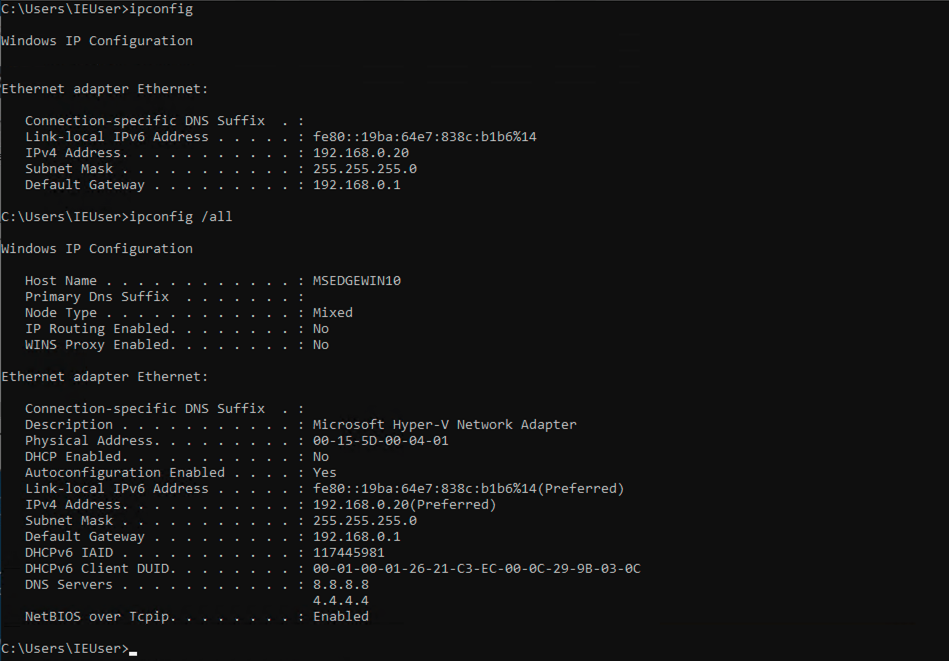 C:\Users\IEUser>ipconfig
Windows IP Configuration
Ethernet adapter Ethernet:
   Connection-specific DNS Suffix  . :
   Link-local IPv6 Address . . . . . : fe80::19ba:64e7:838c:b1b6%14
   IPv4 Address. . . . . . . . . . . : 192.168.0.20
   Subnet Mask . . . . . . . . . . . : 255.255.255.0
   Default Gateway . . . . . . . . . : 192.168.0.1
C:\Users\IEUser>ipconfig /all
Windows IP Configuration
   Host Name . . . . . . . . . . . . : MSEDGEWIN10
   Primary Dns Suffix  . . . . . . . :
   Node Type . . . . . . . . . . . . : Mixed
   IP Routing Enabled. . . . . . . . : No
   WINS Proxy Enabled. . . . . . . . : No
Ethernet adapter Ethernet:
   Connection-specific DNS Suffix  . :
   Description . . . . . . . . . . . : Microsoft Hyper-V Network Adapter
   Physical Address. . . . . . . . . : 00-15-5D-00-04-01
   DHCP Enabled. . . . . . . . . . . : No
   Autoconfiguration Enabled . . . . : Yes
   Link-local IPv6 Address . . . . . : fe80::19ba:64e7:838c:b1b6%14(Preferred)
   IPv4 Address. . . . . . . . . . . : 192.168.0.20(Preferred)
   Subnet Mask . . . . . . . . . . . : 255.255.255.0
   Default Gateway . . . . . . . . . : 192.168.0.1
   DHCPv6 IAID . . . . . . . . . . . : 117445981
   DHCPv6 Client DUID. . . . . . . . : 00-01-00-01-26-21-C3-EC-00-0C-29-9B-03-0C
   DNS Servers . . . . . . . . . . . : 8.8.8.8
                                       4.4.4.4
   NetBIOS over Tcpip. . . . . . . . : Enabled
C:\Users\IEUser>